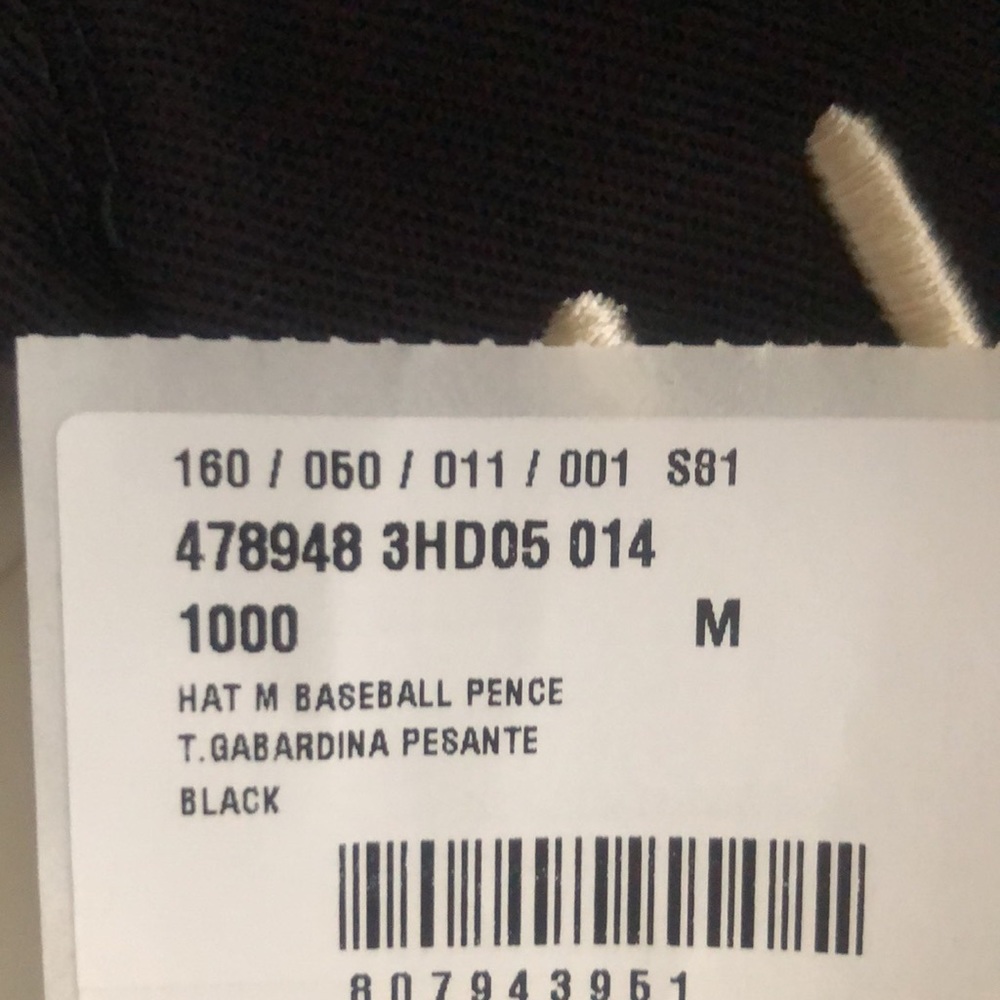 160 / 050 / 011 / 001 S81
478948 3HD05 014
1000 M
HAT M BASEBALL PENCE
T.GABARDINA PESANTE
BLACK
807943951